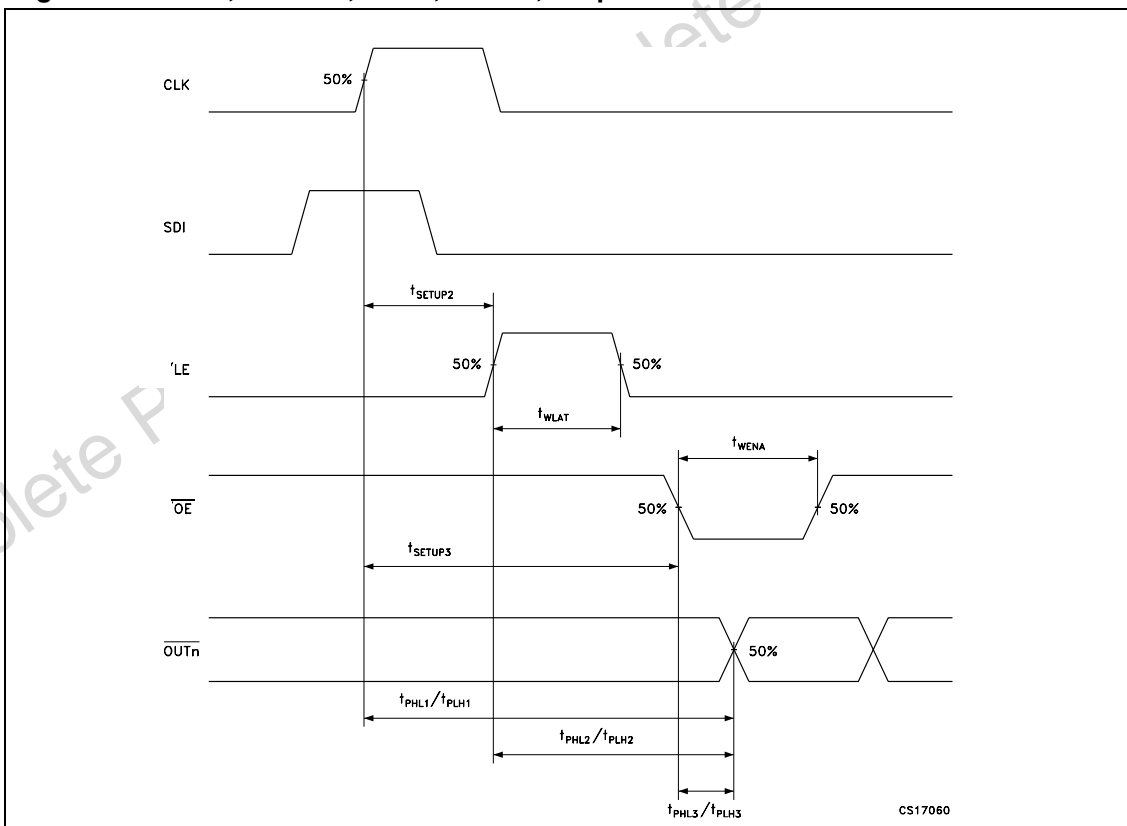 50%
CLK
SDI
tSETUP2
50%
LE
50%
tWLAT
tWENA
OE
50%
50%
tSETUP3
OUTn
50%
tPHL1/tPLH1
tPHL2/tPLH2
tPHL3/tPLH3
CS17060